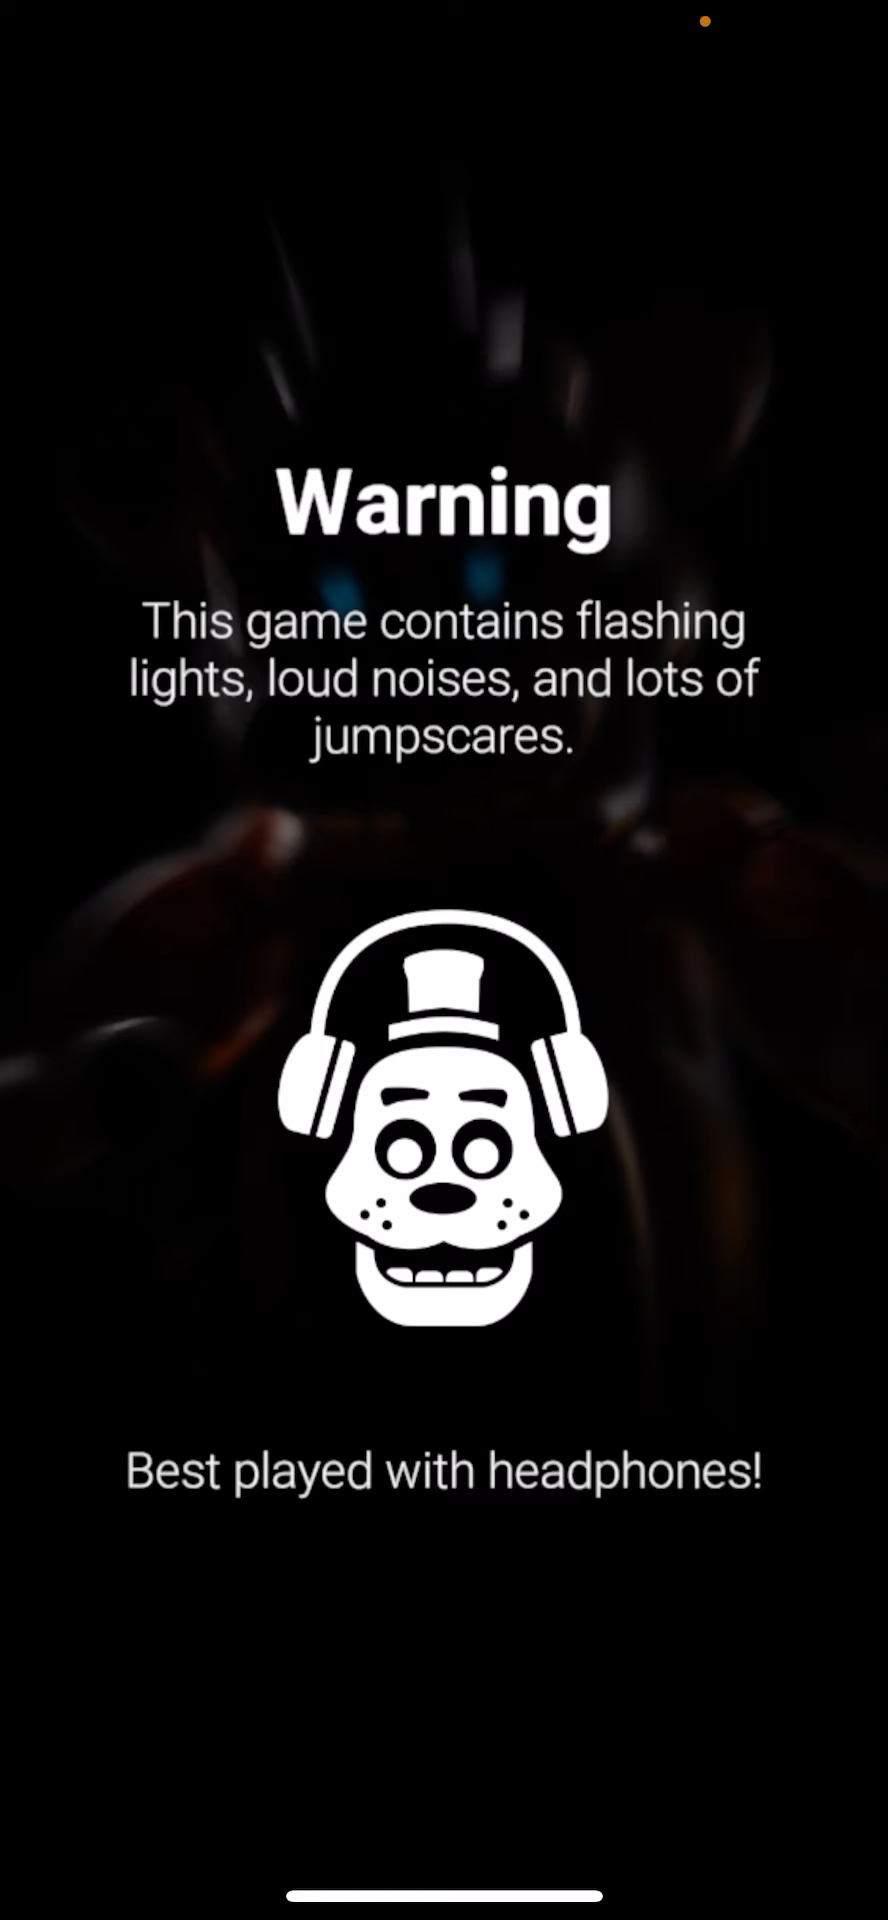 Warning
This game contains flashing
lights, loud noises, and lots of
jumpscares.
Best played with headphones!